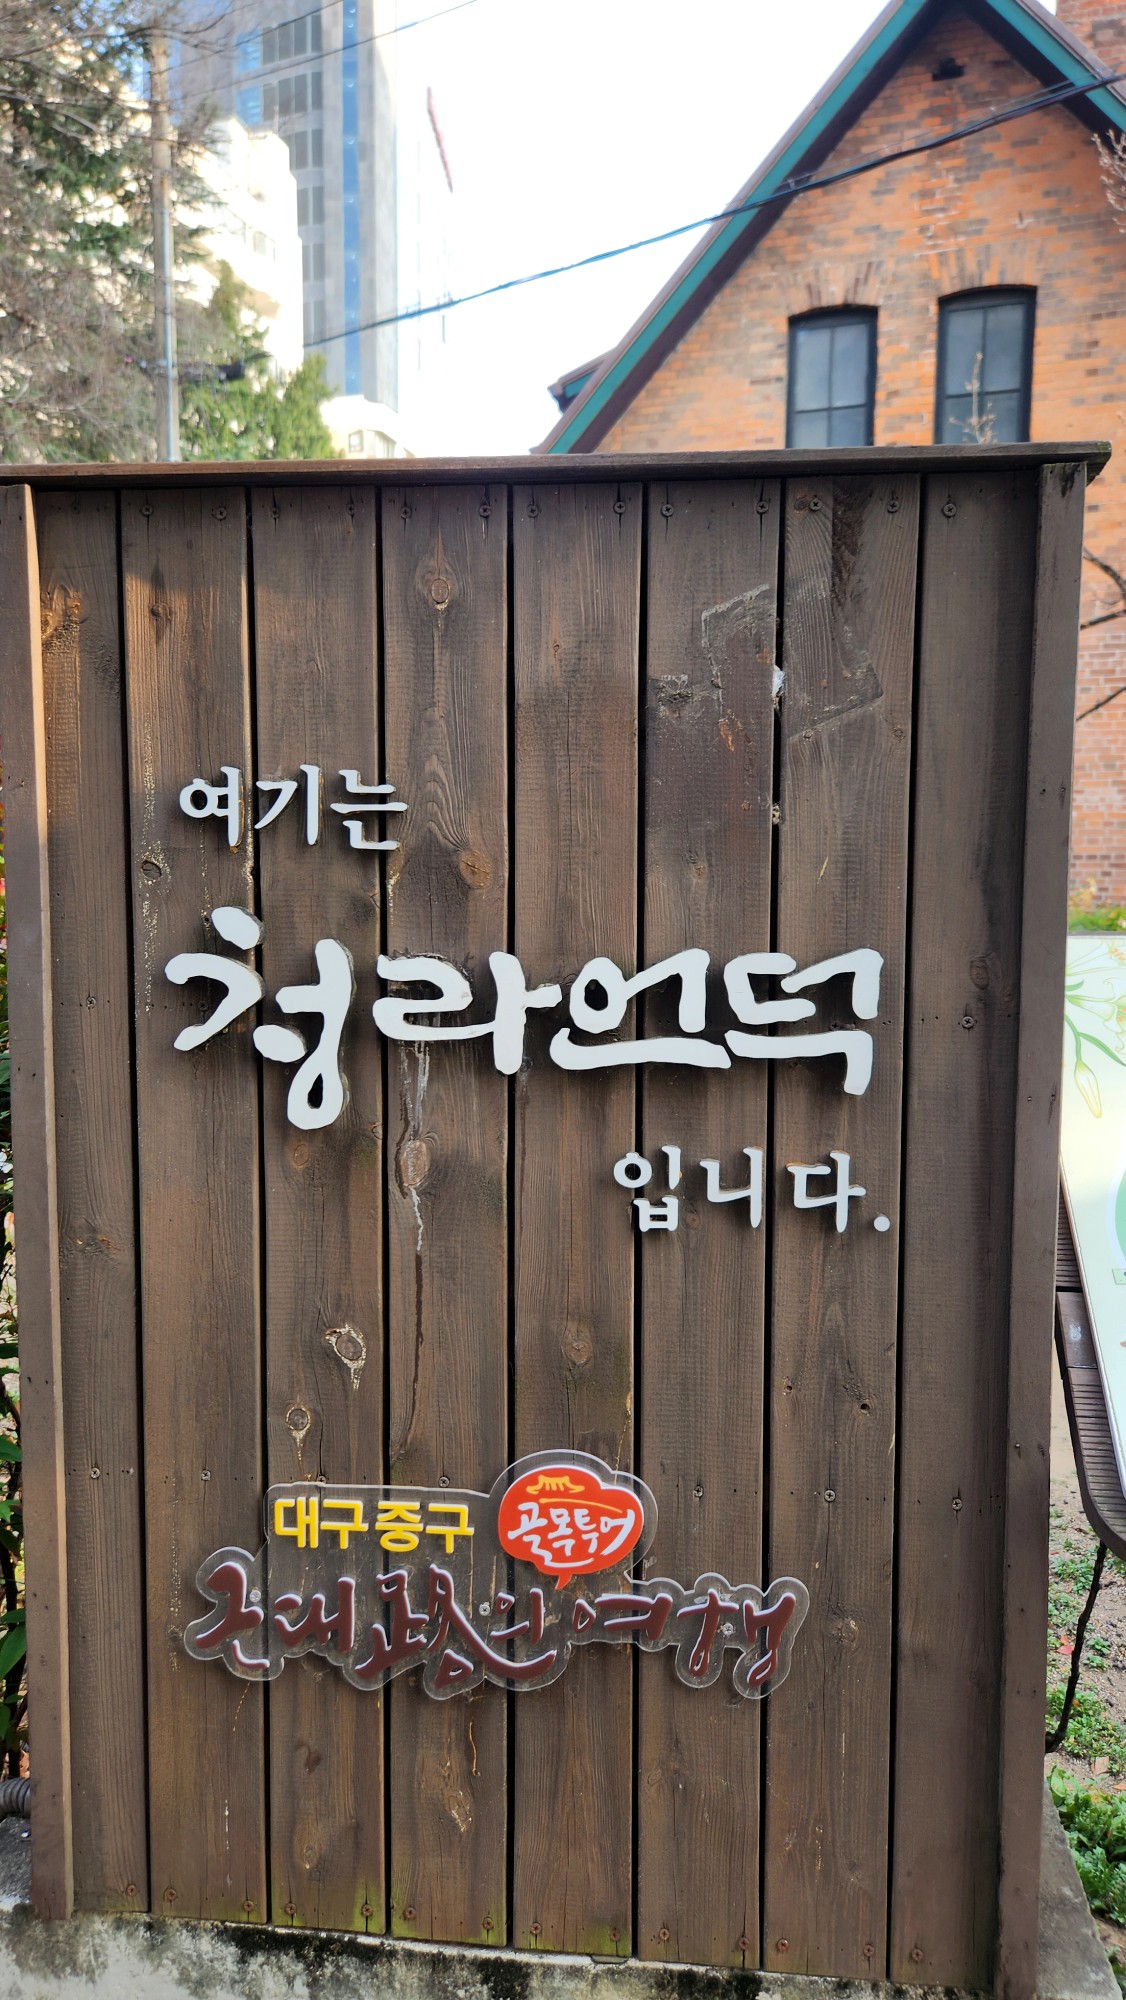 여기는
청라언덕
입니다.
대구중구 골목투어
근대路의여행